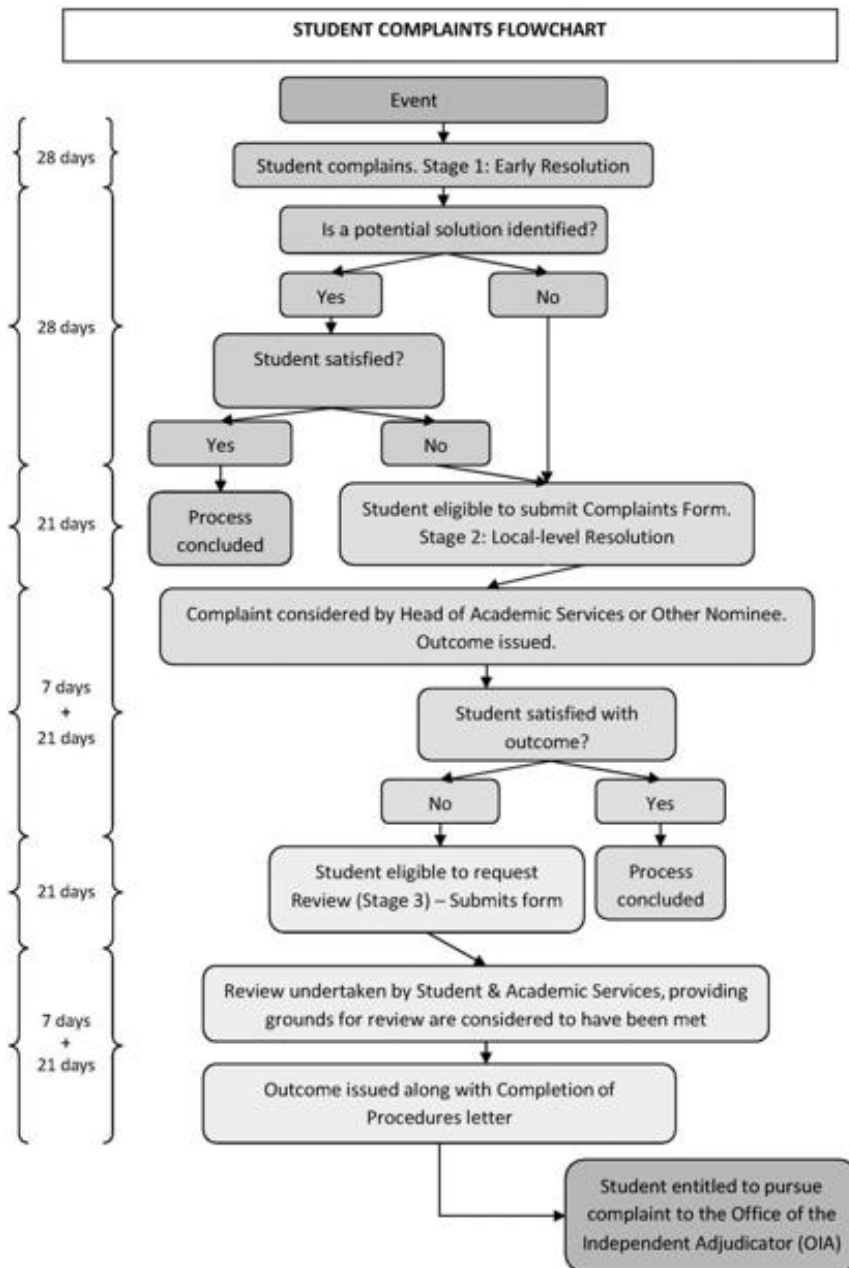 STUDENT COMPLAINTS FLOWCHART
Event
28 days
Student complains. Stage 1: Early Resolution
Is a potential solution identified?
Yes
No
28 days
Student satisfied?
Yes
No
21 days
Process
concluded
Student eligible to submit Complaints Form.
Stage 2: Local-level Resolution
Complaint considered by Head of Academic Services or Other Nominee.
Outcome issued.
7 days
+
21 days
Student satisfied with
outcome?
No
Yes
21 days
Student eligible to request
Review (Stage 3) – Submits form
Process
concluded
7 days
+
21 days
Review undertaken by Student & Academic Services, providing
grounds for review are considered to have been met
Outcome issued along with Completion of
Procedures letter
Student entitled to pursue
complaint to the Office of the
Independent Adjudicator (OIA)